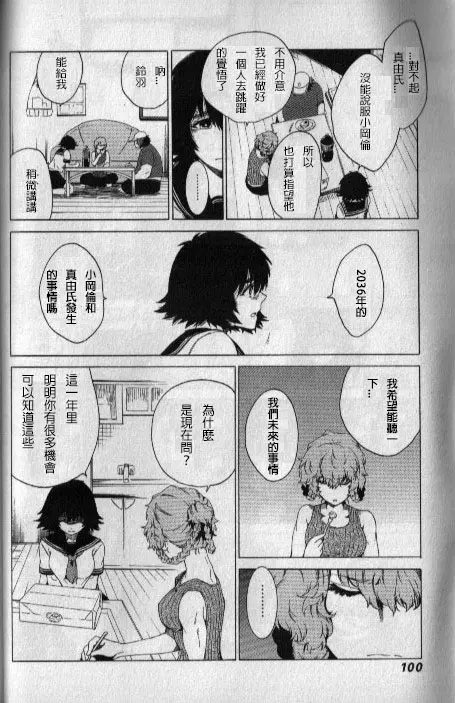 …對不起
真由氏…
沒能說服小岡倫
不用介意
我已經做好
一個人去跳躍
的覺悟了
所以
也打算指望他
………
吶…
鈴羽
能給我
稍微講講
2036年的
小岡倫和
真由氏發生
的事情嗎
我希望能聽一
下…
我們未來的事情
………
為什麼
是現在問?
這一年里
明明你有很多機會
可以知道這些
100